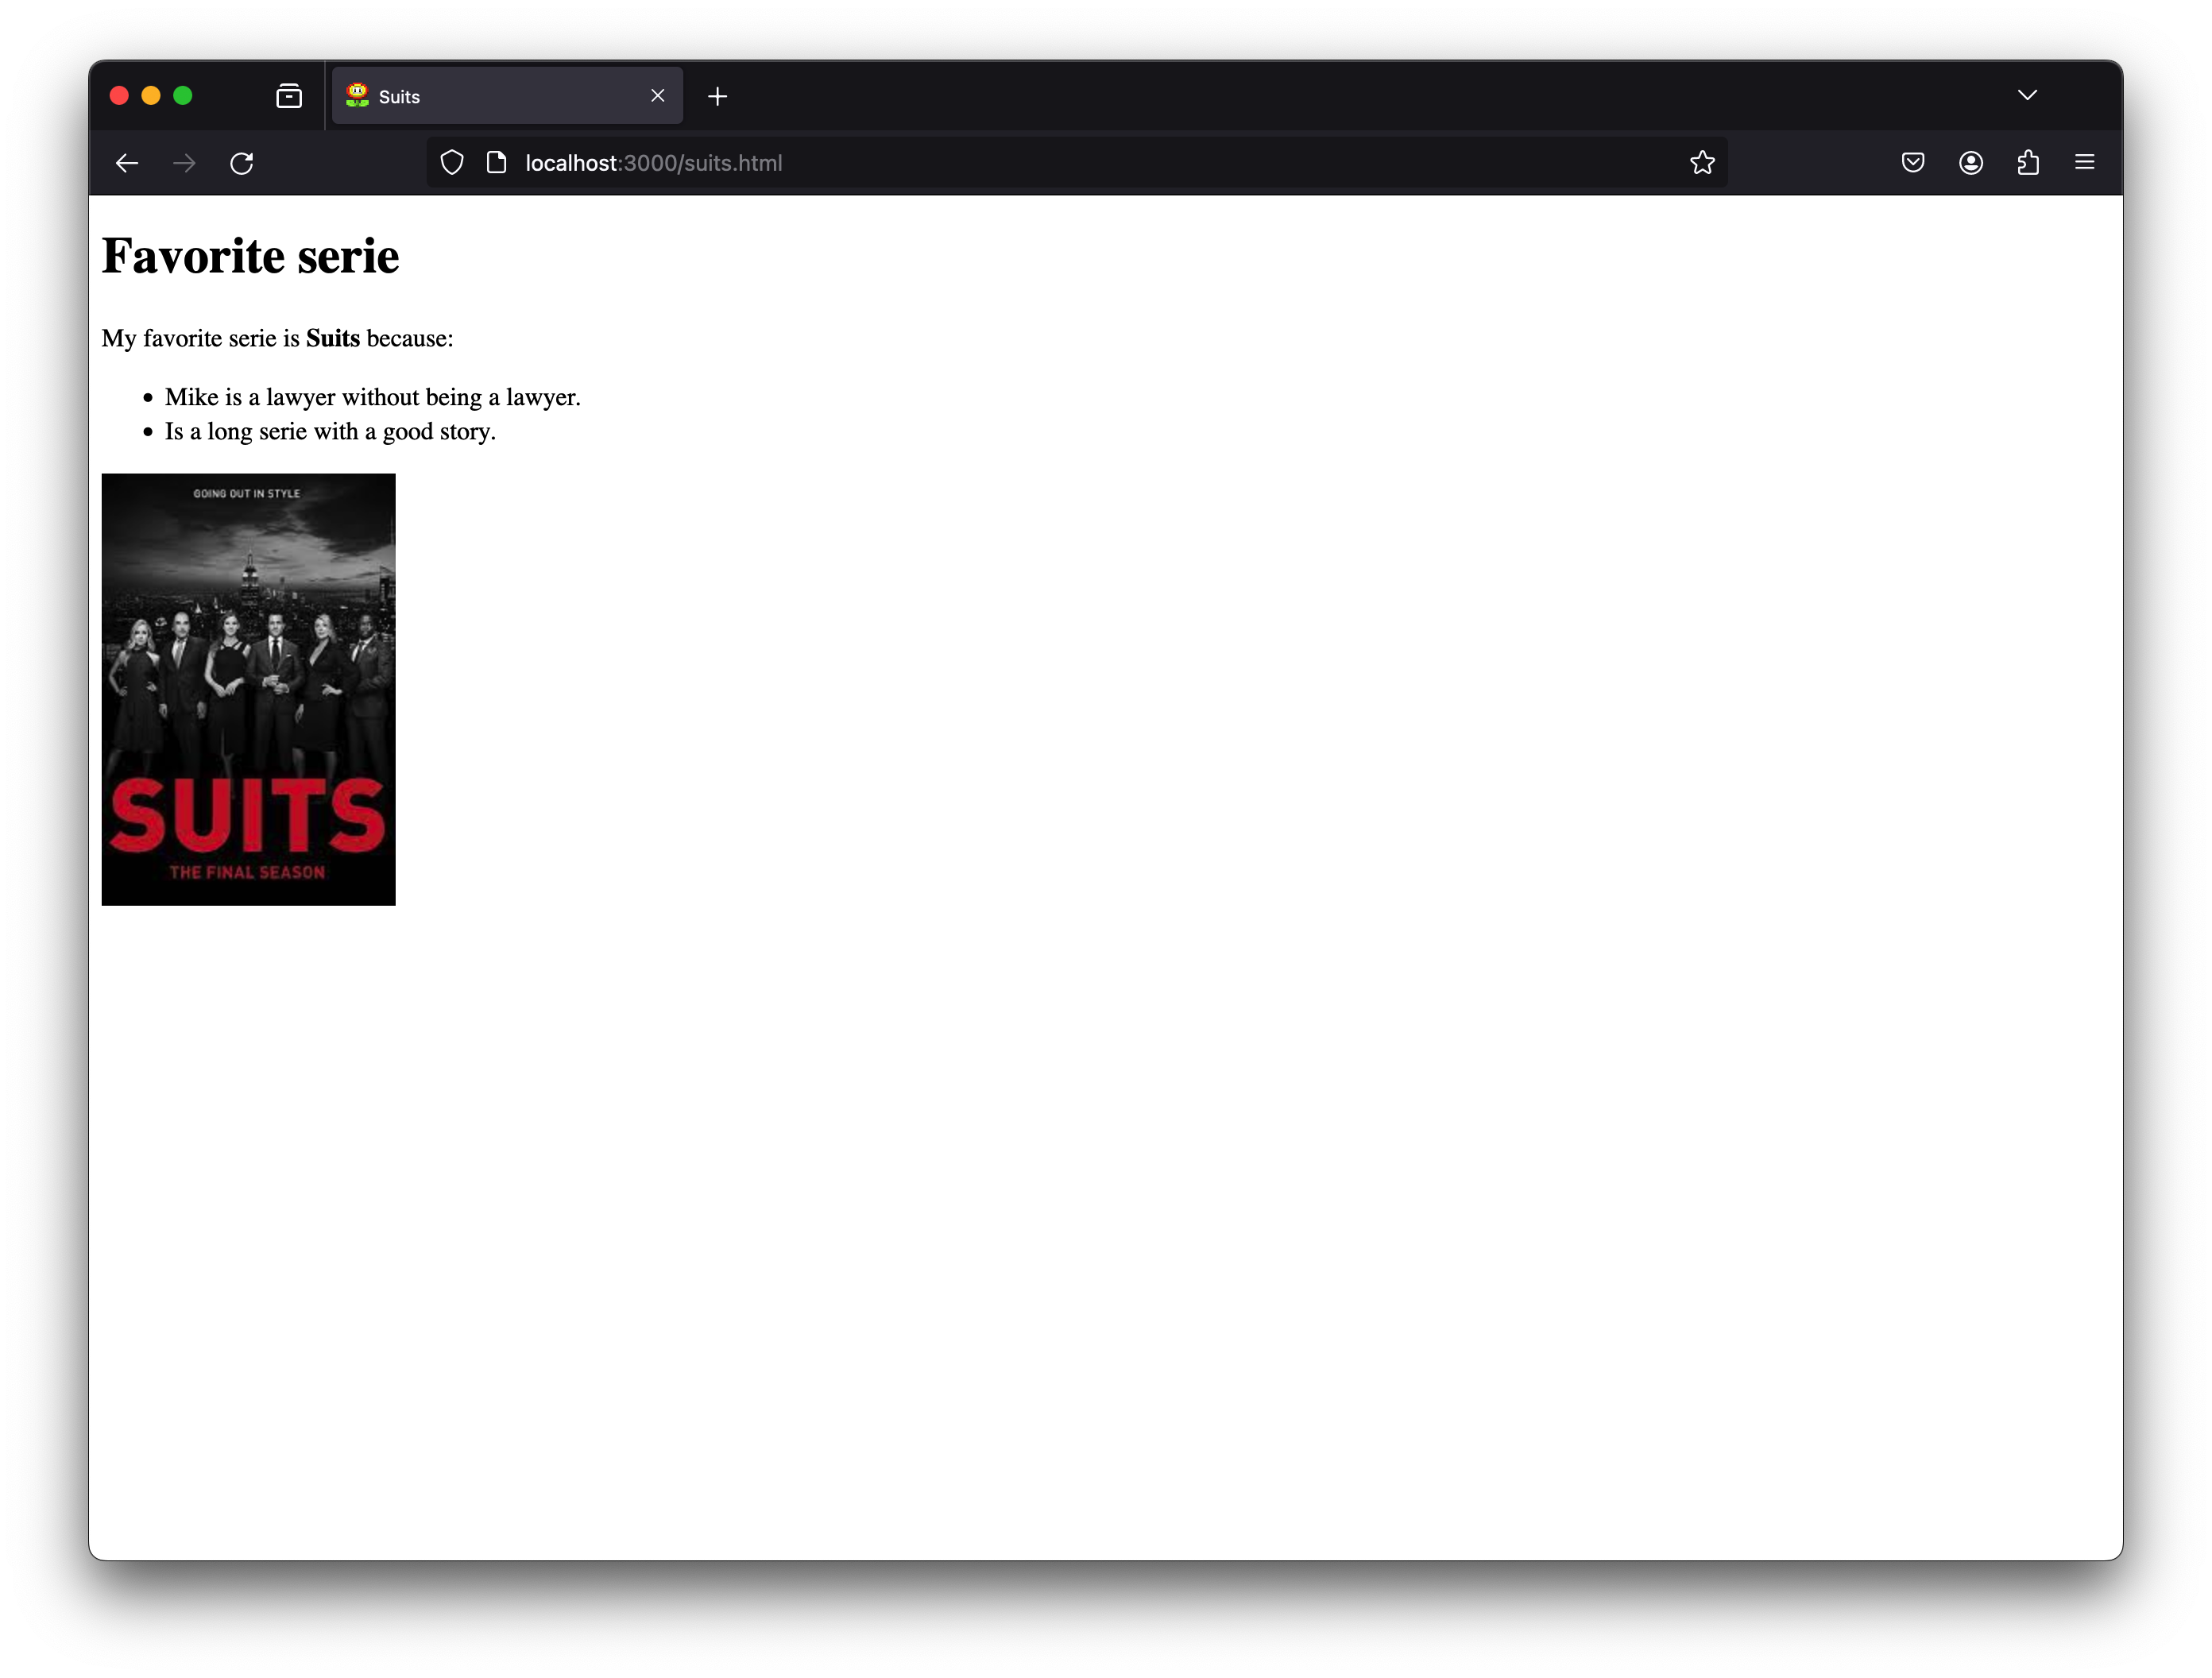 Suits
localhost:3000/suits.html
Favorite serie
My favorite serie is Suits because:
Mike is a lawyer without being a lawyer.
Is a long serie with a good story.
GOING OUT IN STYLE
SUITS
THE FINAL SEASON